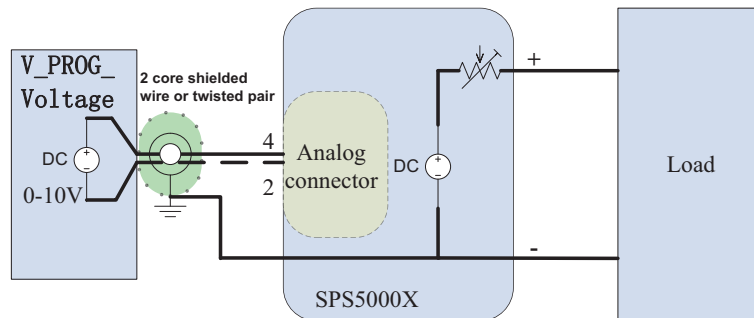 V_PROG_
Voltage
2 core shielded
wire or twisted pair
DC
0-10V
4
2
Analog
connector
DC
+
-
SPS5000X
Load